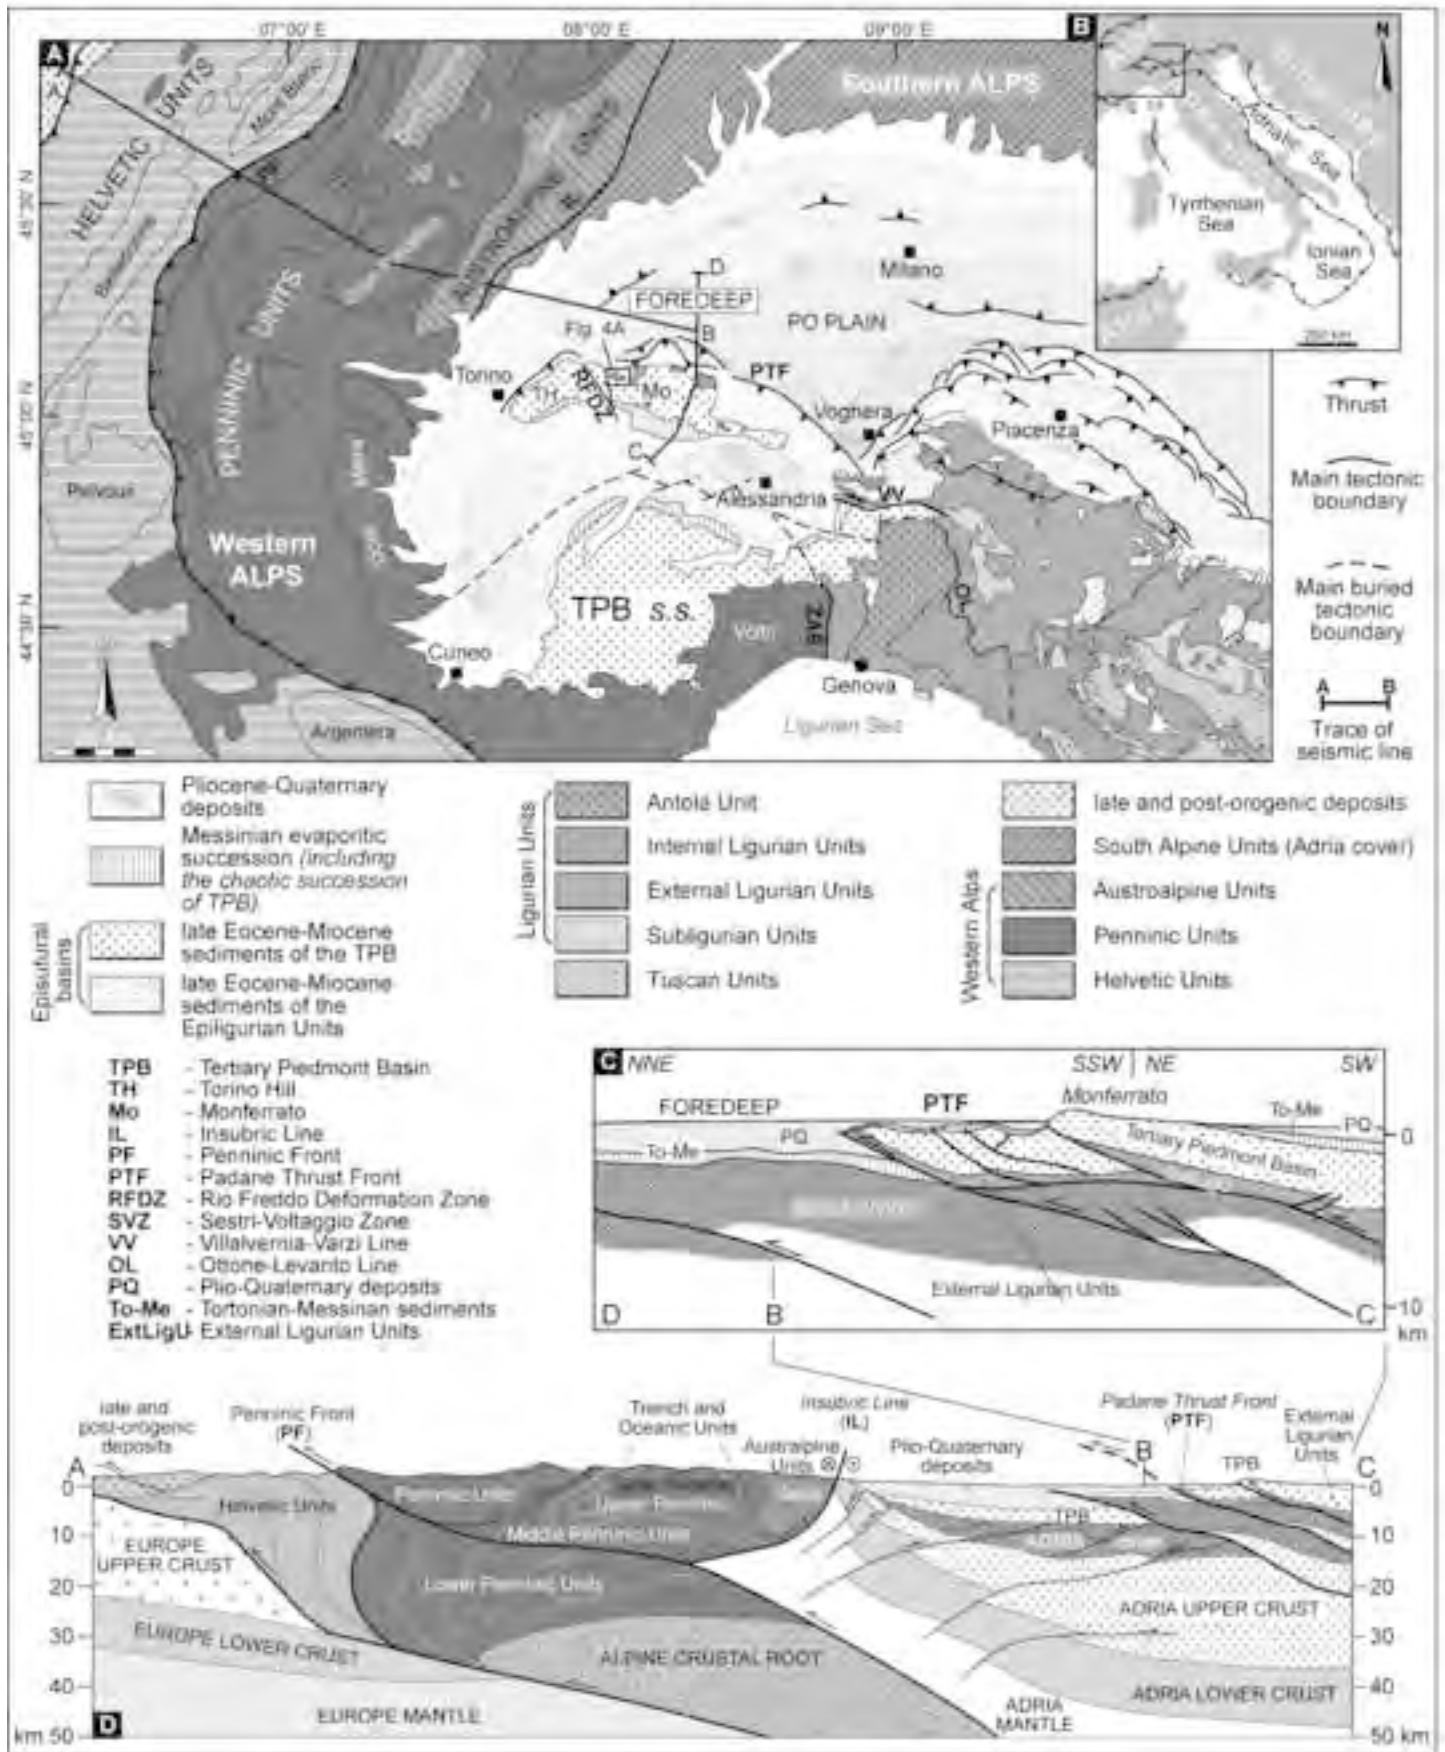 07°00' E
08°00' E
09°00' E
A
B
N
45°30' N
45°00' N
44°30' N
HELVETIC
UNITS
Mont Blanc
Belledonne
PF
PENNINIC
UNITS
AUSTROALPINE
UNITS
IL
Southern ALPS
Adriatic Sea
Tyrrhenian
Sea
Ionian
Sea
250 km
Milano
D
FOREDEEP
B
PO PLAIN
Fig. 4A
Torino
TH
RFDZ
Mo
PTF
Voghera
Piacenza
C
Alessandria
VV
Pelvoux
Western
ALPS
TPB s.s.
Voltri
SVZ
OL
Cuneo
Genova
Ligurian Sea
Argentera
Thrust
Main tectonic
boundary
Main buried
tectonic
boundary
A B
Trace of
seismic line
Pliocene-Quaternary
deposits
Messinian evaporitic
succession (including
the chaotic succession
of TPB)
Episutural
basins
late Eocene-Miocene
sediments of the TPB
late Eocene-Miocene
sediments of the
Epiligurian Units
Ligurian Units
Antola Unit
Internal Ligurian Units
External Ligurian Units
Subligurian Units
Tuscan Units
late and post-orogenic deposits
South Alpine Units (Adria cover)
Western Alps
Austroalpine Units
Penninic Units
Helvetic Units
TPB - Tertiary Piedmont Basin
TH - Torino Hill
Mo - Monferrato
IL - Insubric Line
PF - Penninic Front
PTF - Padane Thrust Front
RFDZ - Rio Freddo Deformation Zone
SVZ - Sestri-Voltaggio Zone
VV - Villalvernia-Varzi Line
OL - Ottone-Levanto Line
PQ - Plio-Quaternary deposits
To-Me - Tortonian-Messinan sediments
ExtLigU- External Ligurian Units
C NNE
SSW NE
SW
FOREDEEP
PTF
Monferrato
To-Me
PQ
PQ
To-Me
Tertiary Piedmont Basin
0
External Ligurian Units
D
B
C
10
km
late and
post-orogenic
deposits
Penninic Front
(PF)
Trench and
Oceanic Units
Insubric Line
(IL)
Australpine
Units
Plio-Quaternary
deposits
Padane Thrust Front
(PTF)
External
Ligurian
Units
A
B
TPB
C
0
10
20
30
40
km 50
Helvetic Units
Penninic Units
Upper Penninic
Middle Penninic Units
Lower Penninic Units
TPB
ADRIA
EUROPE
UPPER CRUST
EUROPE LOWER CRUST
EUROPE MANTLE
ALPINE CRUSTAL ROOT
ADRIA
MANTLE
ADRIA UPPER CRUST
ADRIA LOWER CRUST
0
10
20
30
40
50 km
D